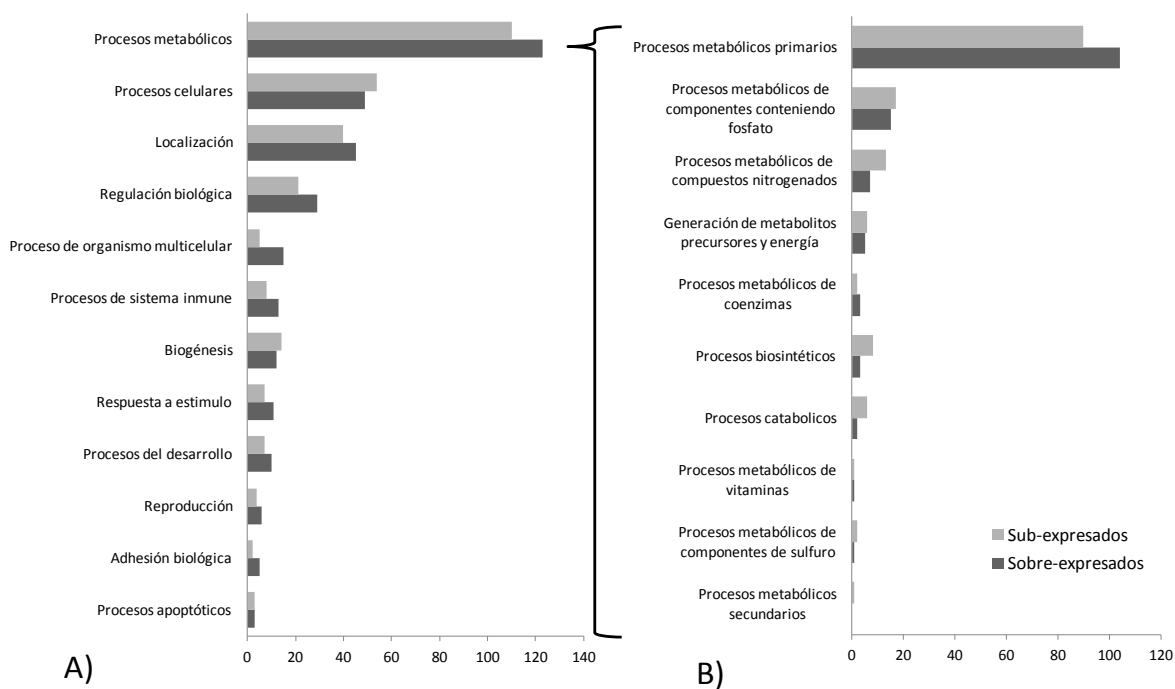 Procesos metabólicos
Procesos celulares
Localización
Regulación biológica
Proceso de organismo multicelular
Procesos de sistema inmune
Biogénesis
Respuesta a estimulo
Procesos del desarrollo
Reproducción
Adhesión biológica
Procesos apoptóticos
0 20 40 60 80 100 120 140
A)
Procesos metabólicos primarios
Procesos metabólicos de
componentes conteniendo
fosfato
Procesos metabólicos de
compuestos nitrogenados
Generación de metabolitos
precursores y energía
Procesos metabólicos de
coenzimas
Procesos biosintéticos
Procesos catabolicos
Procesos metabólicos de
vitaminas
Procesos metabólicos de
componentes de sulfuro
Procesos metabólicos
secundarios
Sub-expresados
Sobre-expresados
0 20 40 60 80 100 120
B)